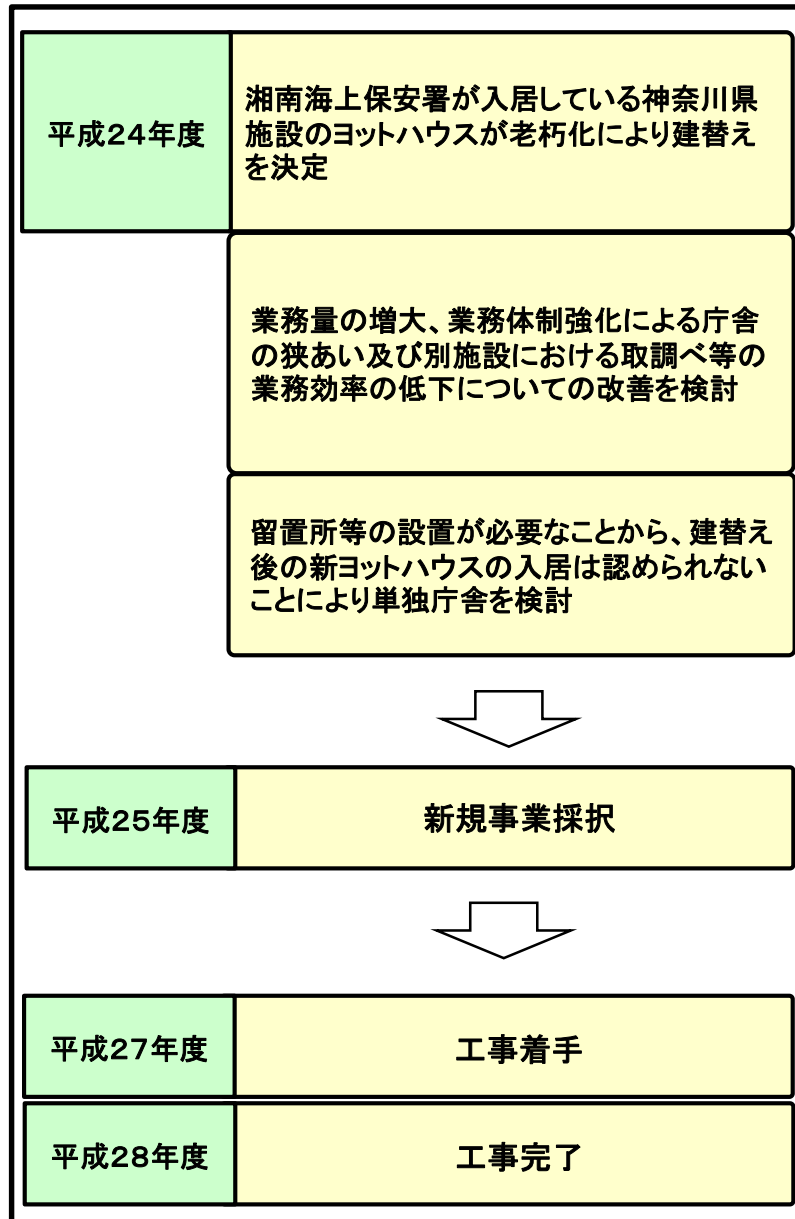 平成24年度
湘南海上保安署が入居している神奈川県
施設のヨットハウスが老朽化により建替え
を決定
業務量の増大、業務体制強化による庁舎
の狭あい及び別施設における取調べ等の
業務効率の低下についての改善を検討
留置所等の設置が必要なことから、建替え
後の新ヨットハウスの入居は認められない
ことにより単独庁舎を検討
平成25年度
新規事業採択
平成27年度
工事着手
平成28年度
工事完了